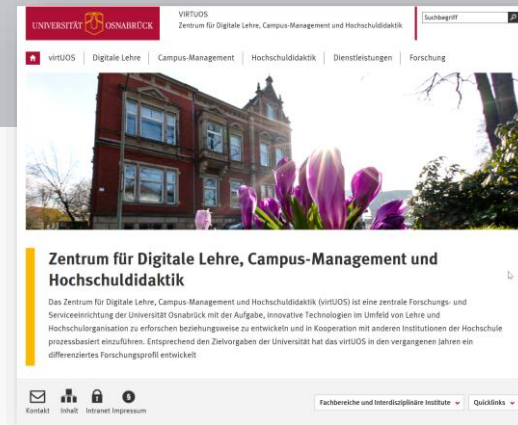 UNIVERSITÄT OSNABRÜCK
VIRTUOS
Zentrum für Digitale Lehre, Campus-Management und Hochschuldidaktik
Suchbegriff
virtUOS Digitale Lehre Campus-Management Hochschuldidaktik Dienstleistungen Forschung
Zentrum für Digitale Lehre, Campus-Management und
Hochschuldidaktik
Das Zentrum für Digitale Lehre, Campus-Management und Hochschuldidaktik (virtUOS) ist eine zentrale Forschungs- und
Serviceeinrichtung der Universität Osnabrück mit der Aufgabe, innovative Technologien im Umfeld von Lehre und
Hochschulorganisation zu erforschen beziehungsweise zu entwickeln und in Kooperation mit anderen Institutionen der Hochschule
prozessbasiert einzuführen. Entsprechend den Zielvorgaben der Universität hat das virtUOS in den vergangenen Jahren ein
differenziertes Forschungsprofil entwickelt
Kontakt Inhalt Intranet Impressum
Fachbereiche und Interdisziplinäre Institute Quicklinks